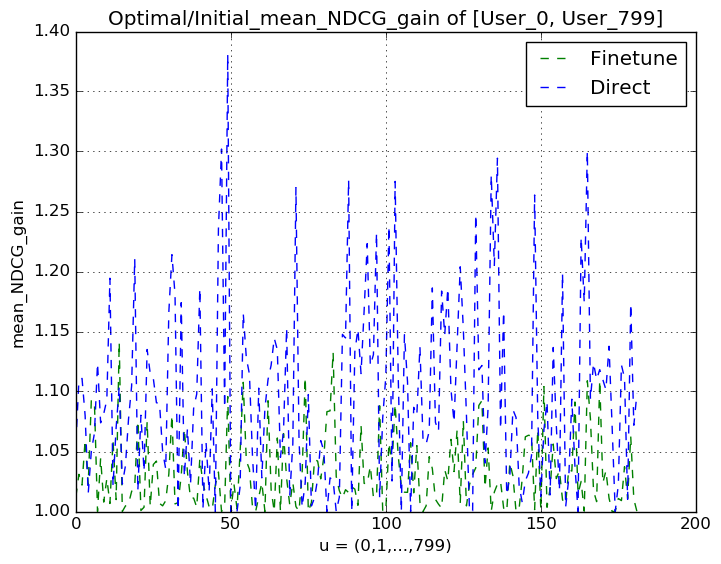 Optimal/Initial_mean_NDCG_gain of [User_0, User_799]
1.40
1.35
1.30
1.25
1.20
1.15
1.10
1.05
1.00
mean_NDCG_gain
Finetune
Direct
0
50
100
150
200
u = (0,1,...,799)